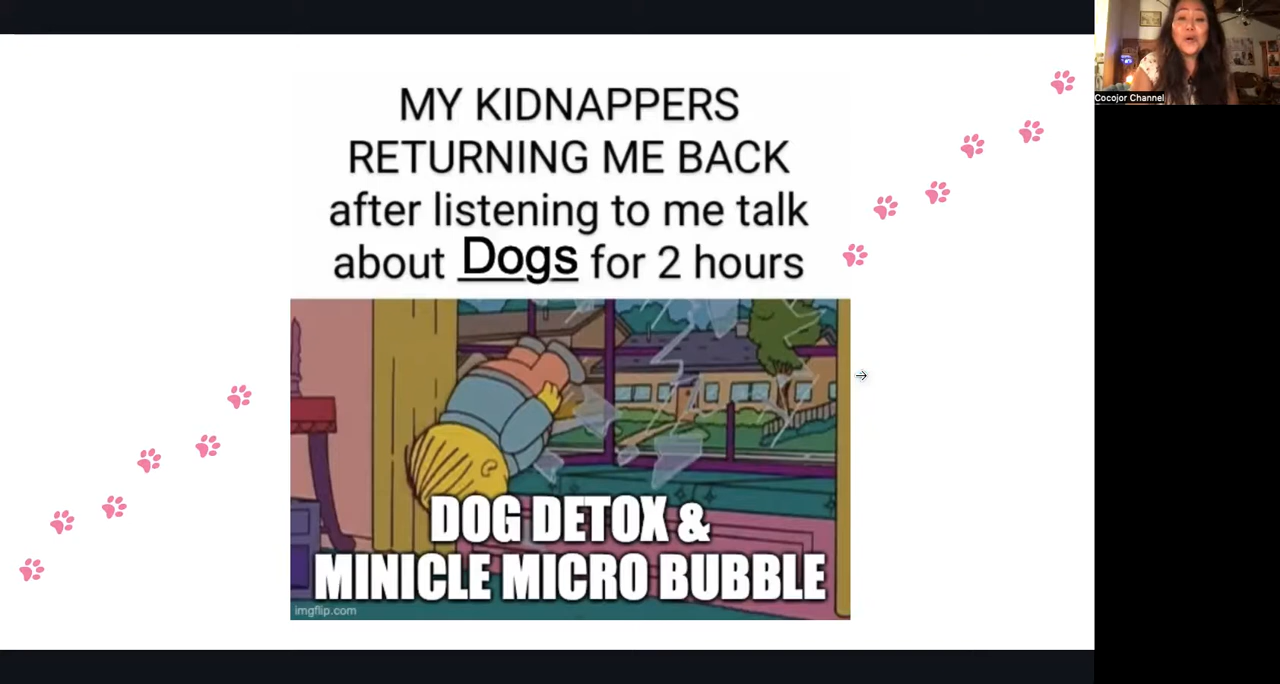 MY KIDNAPPERS
RETURNING ME BACK
after listening to me talk
about Dogs for 2 hours
DOG DETOX &
MINICLE MICRO BUBBLE
imgflip.com
Cocojor Channel